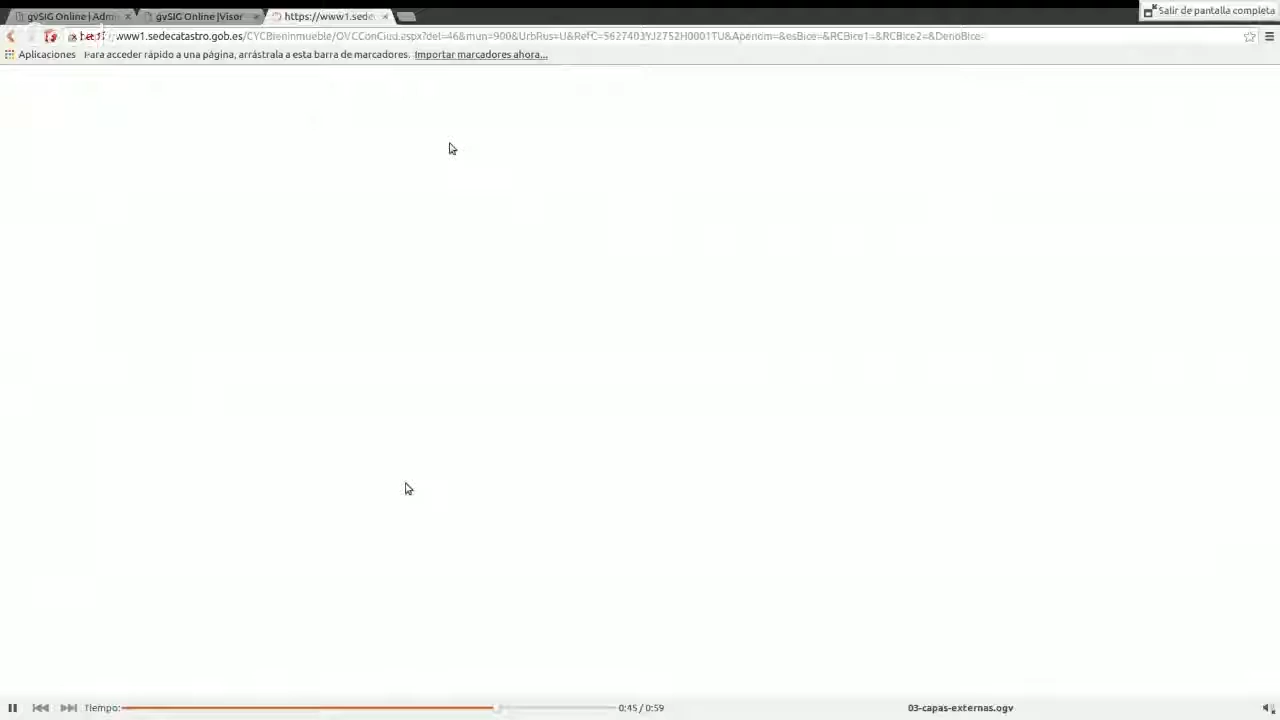 gvSIG Online | Adm
gvSIG Online |Visor
https://www1.sedec
Salir de pantalla completa
www1.sedecatastro.gob.es/CYCBienInmueble/OVCConCiud.aspx?del=46&mun=900&UrbRus=U&RefC=5627403YJ2752H0001TU&Apenom=&esBice=&RCBice1=&RCBice2=&DenoBice=
Aplicaciones Para acceder rápido a una página, arrástrala a esta barra de marcadores. Importar marcadores ahora...
Tiempo: 0:45 / 0:59 03-capas-externas.ogv